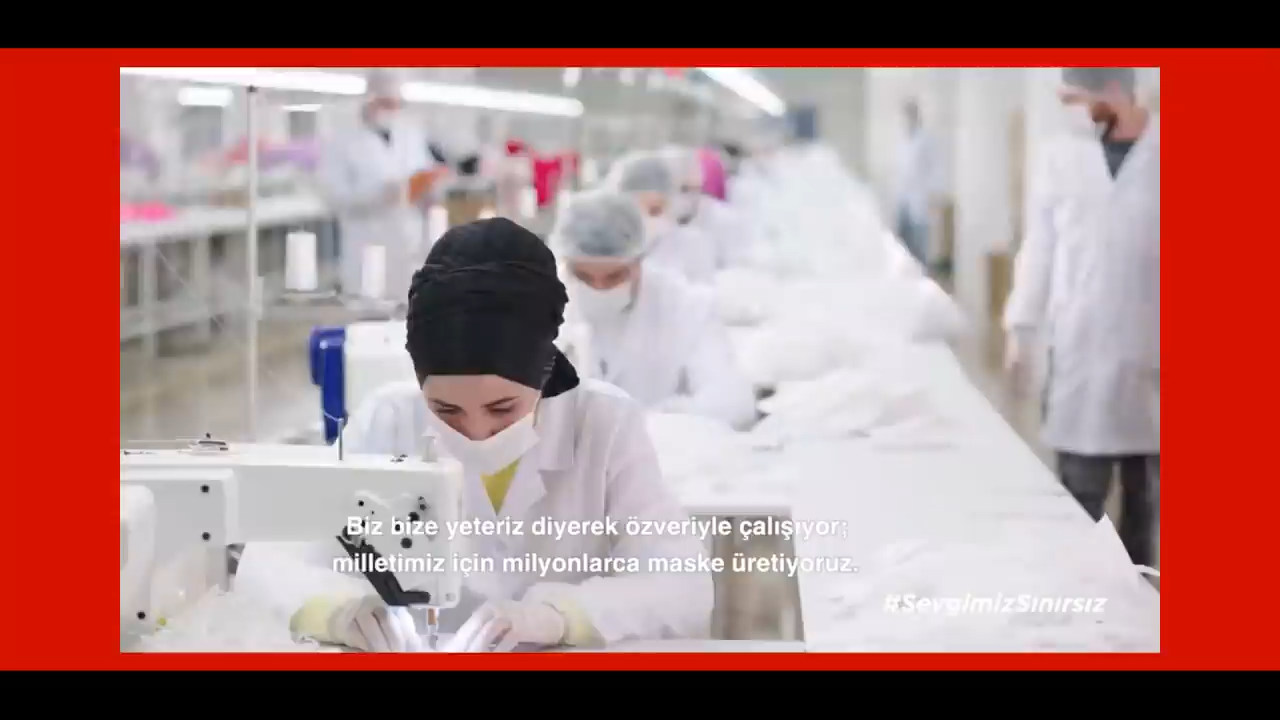 Biz bize yeteriz diyerek özveriyle çalışıyor;
milletimiz için milyonlarca maske üretiyoruz.
#SevgimizSınırsız